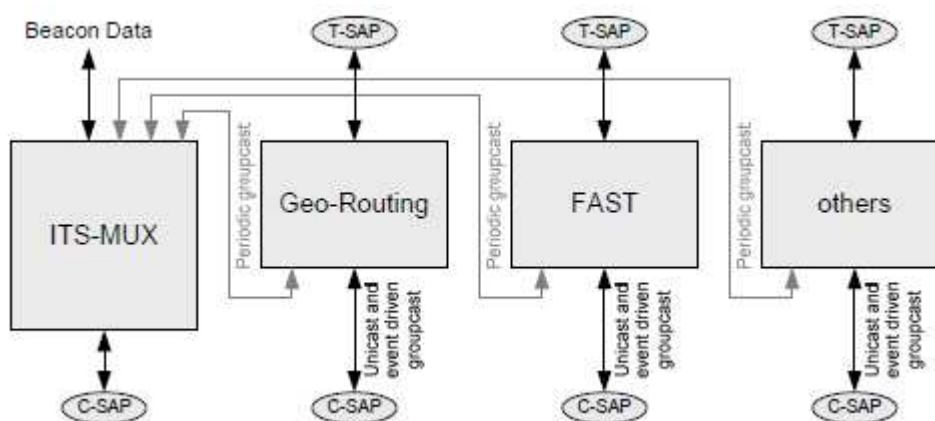 Beacon Data
T-SAP
T-SAP
T-SAP
ITS-MUX
Periodic groupcast
Geo-Routing
Periodic groupcast
FAST
Periodic groupcast
others
Unicast and
event driven
groupcast
Unicast and
event driven
groupcast
Unicast and
event driven
groupcast
C-SAP
C-SAP
C-SAP
C-SAP